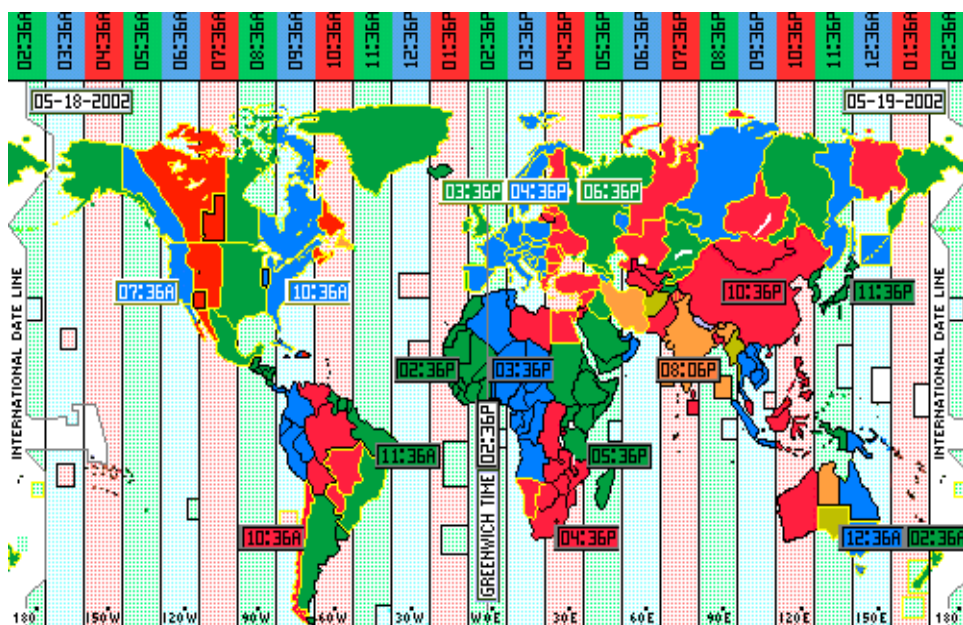 02:36A 03:36A 04:36A 05:36A 06:36A 07:36A 08:36A 09:36A 10:36A 11:36A 12:36P 01:36P 02:36P 03:36P 04:36P 05:36P 06:36P 07:36P 08:36P 09:36P 10:36P 11:36P 12:36A 01:36A 02:36A
05-18-2002 05-19-2002
03:36P 04:36P 06:36P
07:36A 10:36A 10:36P 11:36P
02:36P 03:36P 08:06P
11:36A 05:36P
10:36A 04:36P 12:36A 02:36A
INTERNATIONAL DATE LINE
GREENWICH TIME 02:36P
INTERNATIONAL DATE LINE
180° 150W 120W 90W 60W 30W W0E 30E 60E 90E 120E 150E 180°